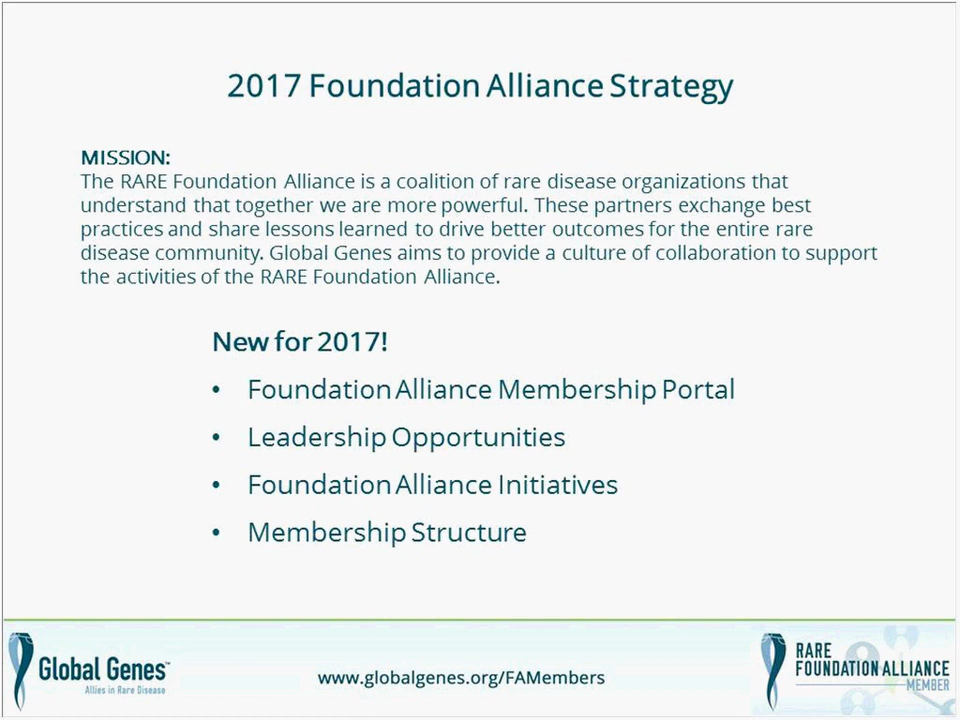 2017 Foundation Alliance Strategy
MISSION:
The RARE Foundation Alliance is a coalition of rare disease organizations that
understand that together we are more powerful. These partners exchange best
practices and share lessons learned to drive better outcomes for the entire rare
disease community. Global Genes aims to provide a culture of collaboration to support
the activities of the RARE Foundation Alliance.
New for 2017!
• Foundation Alliance Membership Portal
• Leadership Opportunities
• Foundation Alliance Initiatives
• Membership Structure
Global Genes™
Allies in Rare Disease
www.globalgenes.org/FAMembers
RARE
FOUNDATION ALLIANCE
MEMBER